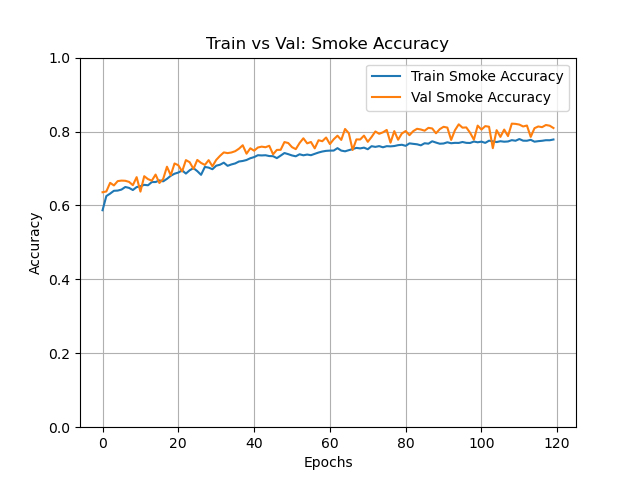 Train vs Val: Smoke Accuracy
Train Smoke Accuracy
Val Smoke Accuracy
1.0
0.8
0.6
0.4
0.2
0.0
Accuracy
0 20 40 60 80 100 120
Epochs